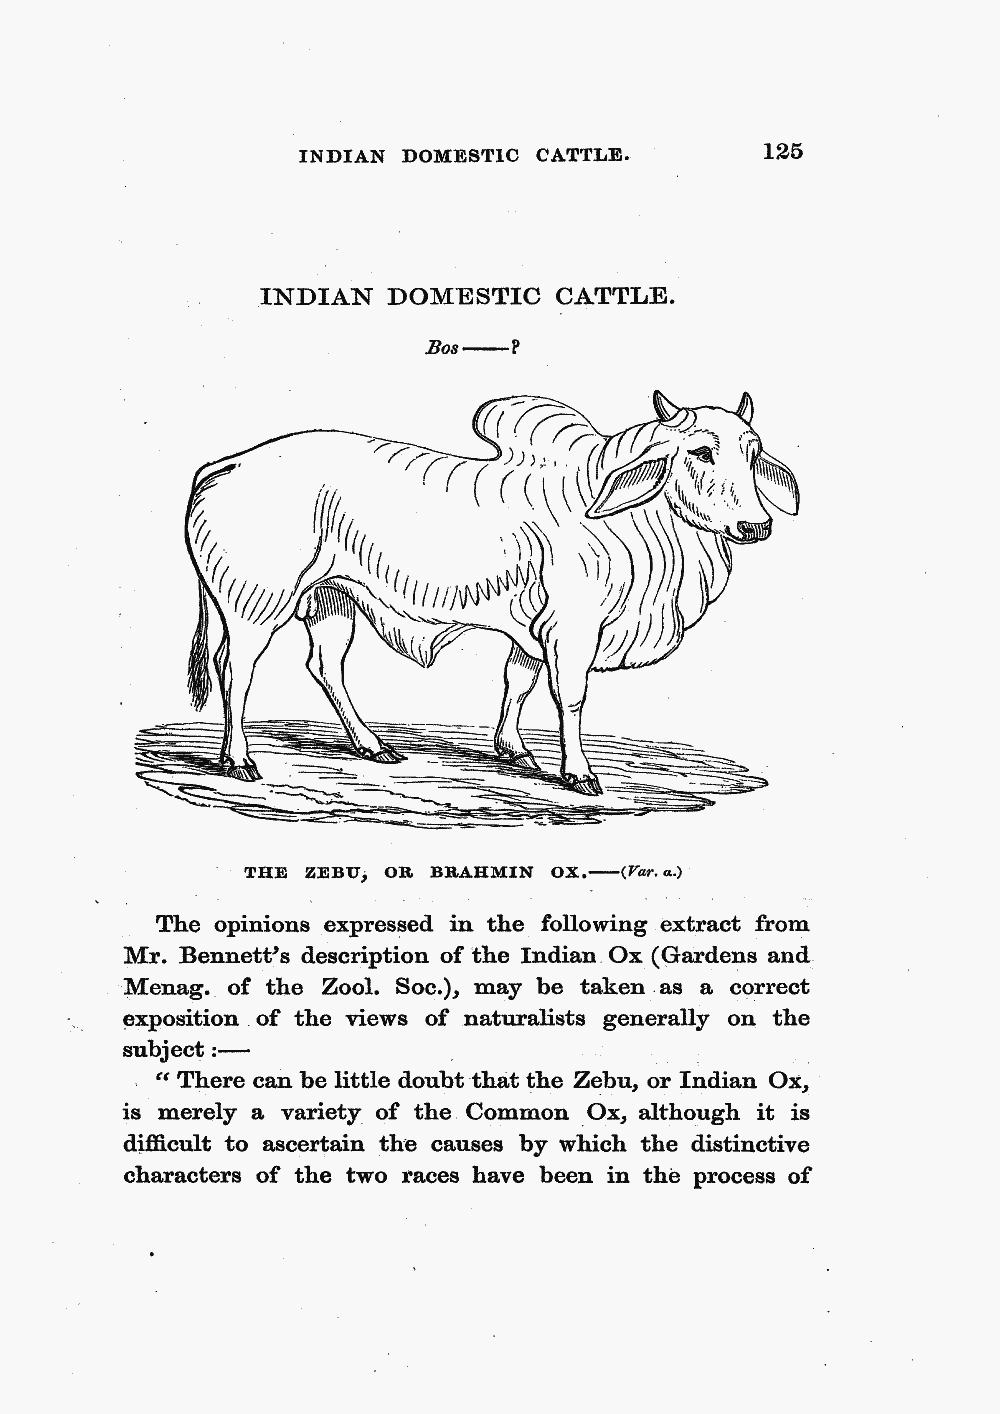 INDIAN DOMESTIC CATTLE. 125
INDIAN DOMESTIC CATTLE.
Bos——?
THE ZEBU, OR BRAHMIN OX.——(Var. a.)
The opinions expressed in the following extract from
Mr. Bennett's description of the Indian Ox (Gardens and
Menag. of the Zool. Soc.), may be taken as a correct
exposition of the views of naturalists generally on the
subject :—
“ There can be little doubt that the Zebu, or Indian Ox,
is merely a variety of the Common Ox, although it is
difficult to ascertain the causes by which the distinctive
characters of the two races have been in the process of